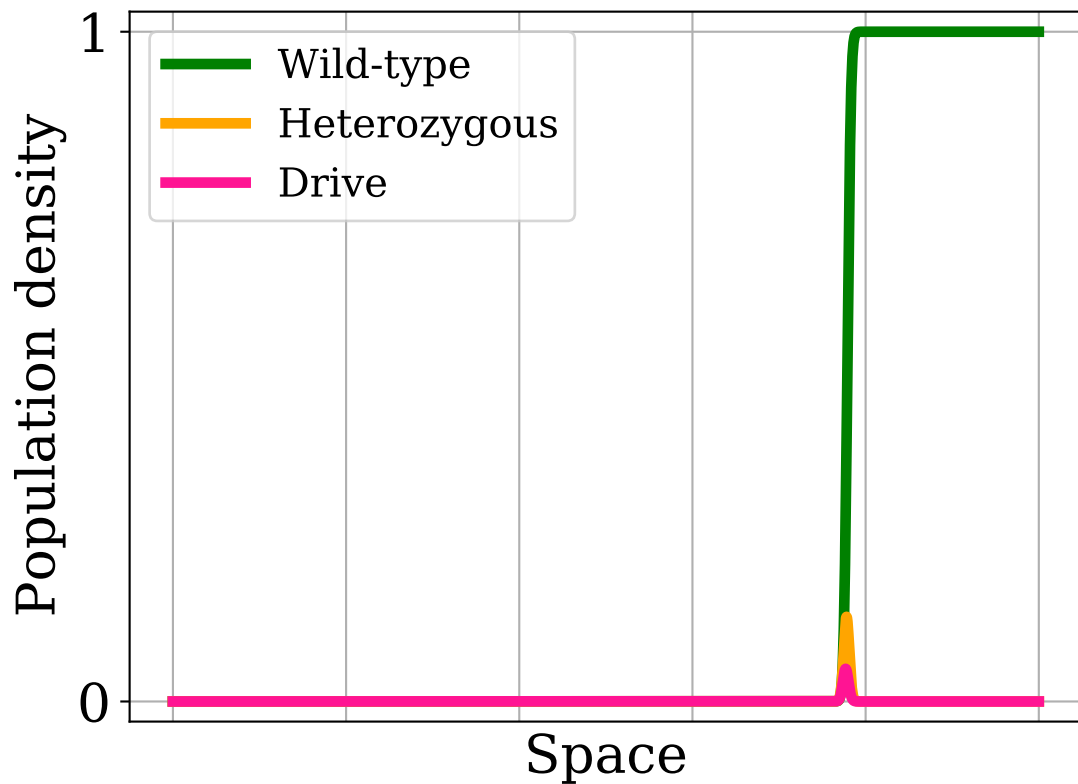 1
Wild-type
Heterozygous
Drive
Population density
0
Space